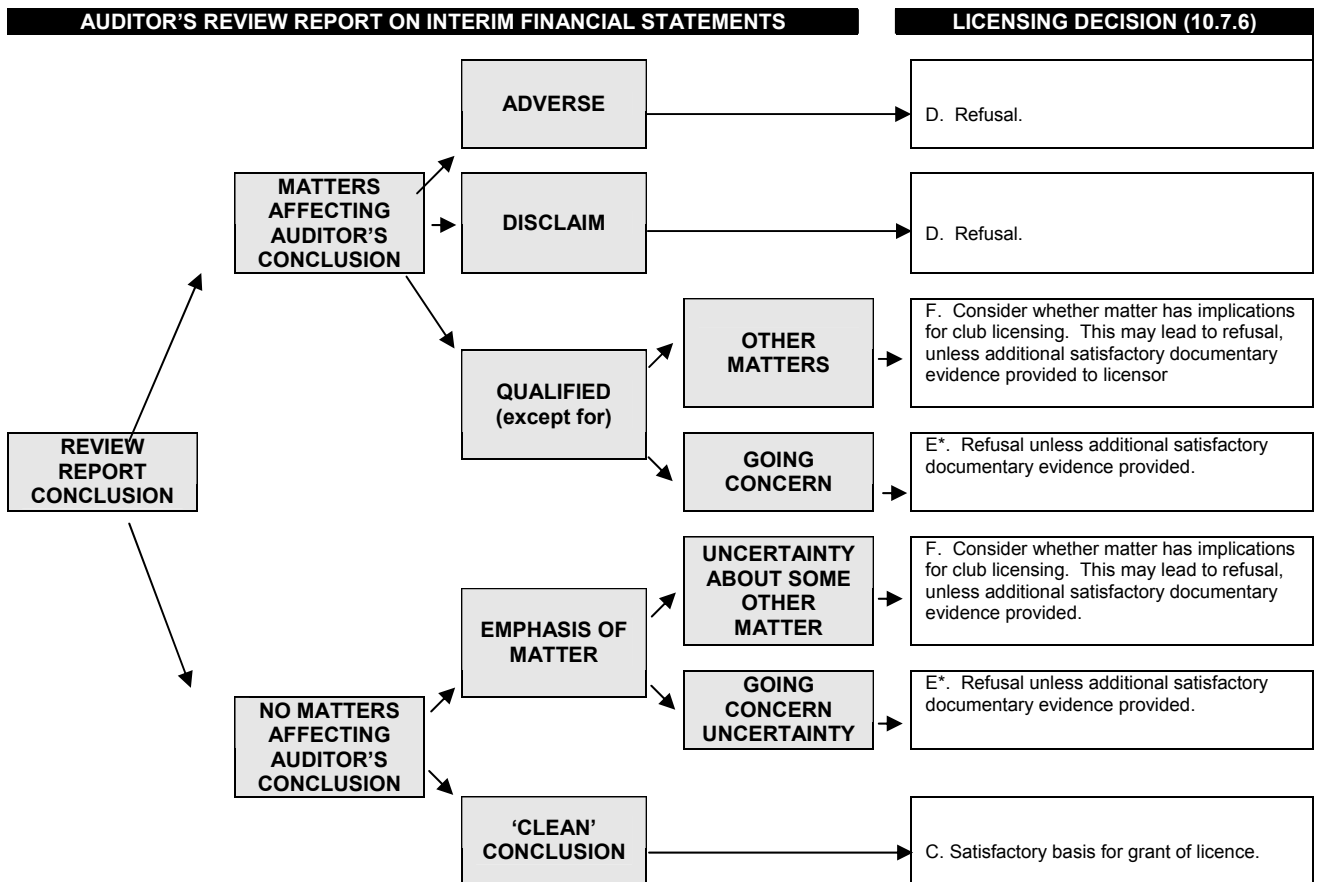 AUDITOR’S REVIEW REPORT ON INTERIM FINANCIAL STATEMENTS
LICENSING DECISION (10.7.6)
ADVERSE
D. Refusal.
MATTERS
AFFECTING
AUDITOR’S
CONCLUSION
DISCLAIM
D. Refusal.
OTHER
MATTERS
F. Consider whether matter has implications
for club licensing. This may lead to refusal,
unless additional satisfactory documentary
evidence provided to licensor
QUALIFIED
(except for)
REVIEW
REPORT
CONCLUSION
GOING
CONCERN
E*. Refusal unless additional satisfactory
documentary evidence provided.
UNCERTAINTY
ABOUT SOME
OTHER
MATTER
F. Consider whether matter has implications
for club licensing. This may lead to refusal,
unless additional satisfactory documentary
evidence provided.
EMPHASIS OF
MATTER
GOING
CONCERN
UNCERTAINTY
E*. Refusal unless additional satisfactory
documentary evidence provided.
NO MATTERS
AFFECTING
AUDITOR’S
CONCLUSION
‘CLEAN’
CONCLUSION
C. Satisfactory basis for grant of licence.